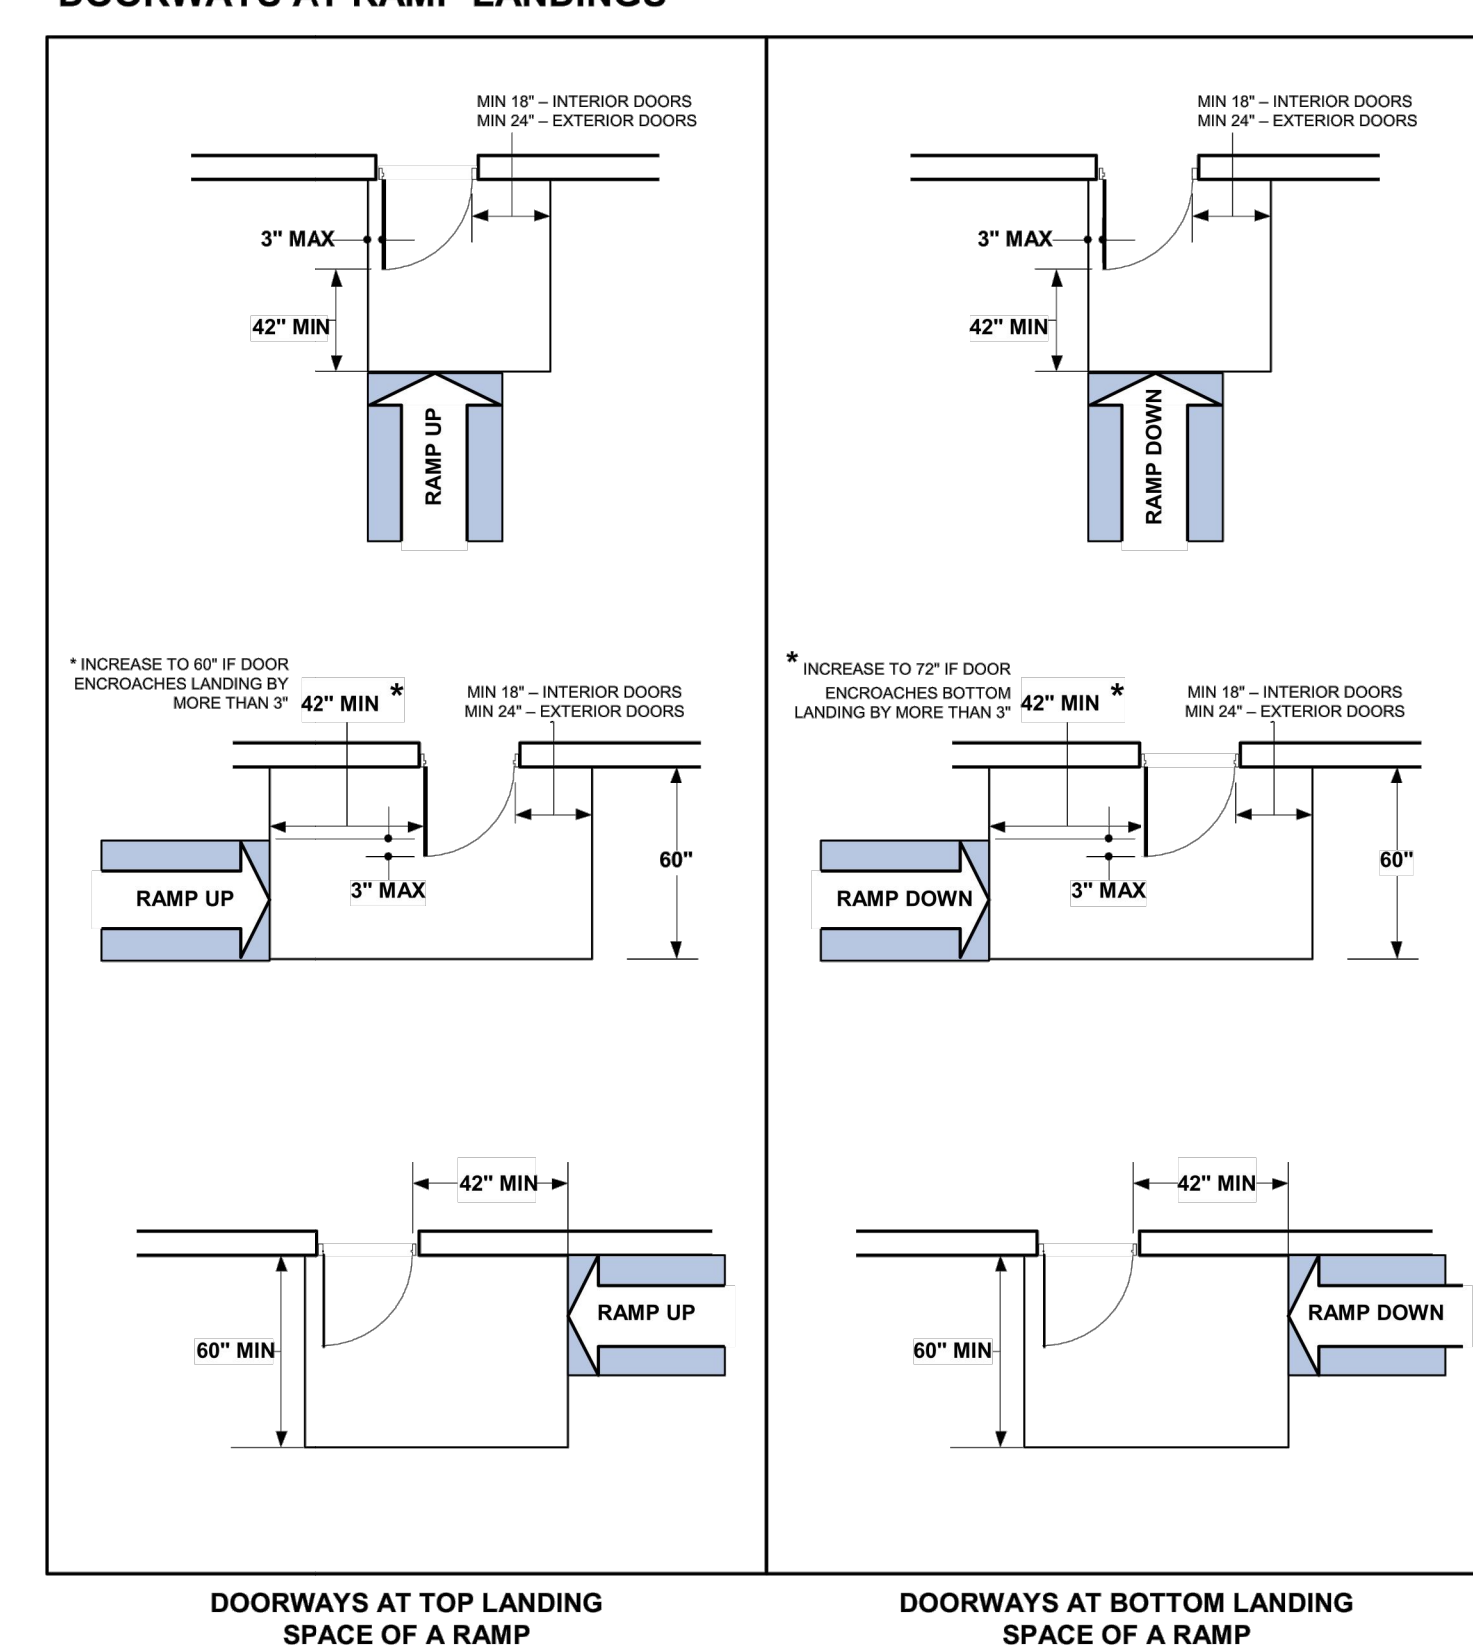 DOORWAYS AT RAMP LANDINGS
MIN 18" – INTERIOR DOORS
MIN 24" – EXTERIOR DOORS
3" MAX
42" MIN
RAMP UP
* INCREASE TO 60" IF DOOR
ENCROACHES LANDING BY
MORE THAN 3"
42" MIN *
MIN 18" – INTERIOR DOORS
MIN 24" – EXTERIOR DOORS
60"
3" MAX
RAMP UP
42" MIN
RAMP UP
60" MIN
DOORWAYS AT TOP LANDING
SPACE OF A RAMP
MIN 18" – INTERIOR DOORS
MIN 24" – EXTERIOR DOORS
3" MAX
42" MIN
RAMP DOWN
* INCREASE TO 72" IF DOOR
ENCROACHES BOTTOM
LANDING BY MORE THAN 3"
42" MIN *
MIN 18" – INTERIOR DOORS
MIN 24" – EXTERIOR DOORS
60"
3" MAX
RAMP DOWN
42" MIN
RAMP DOWN
60" MIN
DOORWAYS AT BOTTOM LANDING
SPACE OF A RAMP